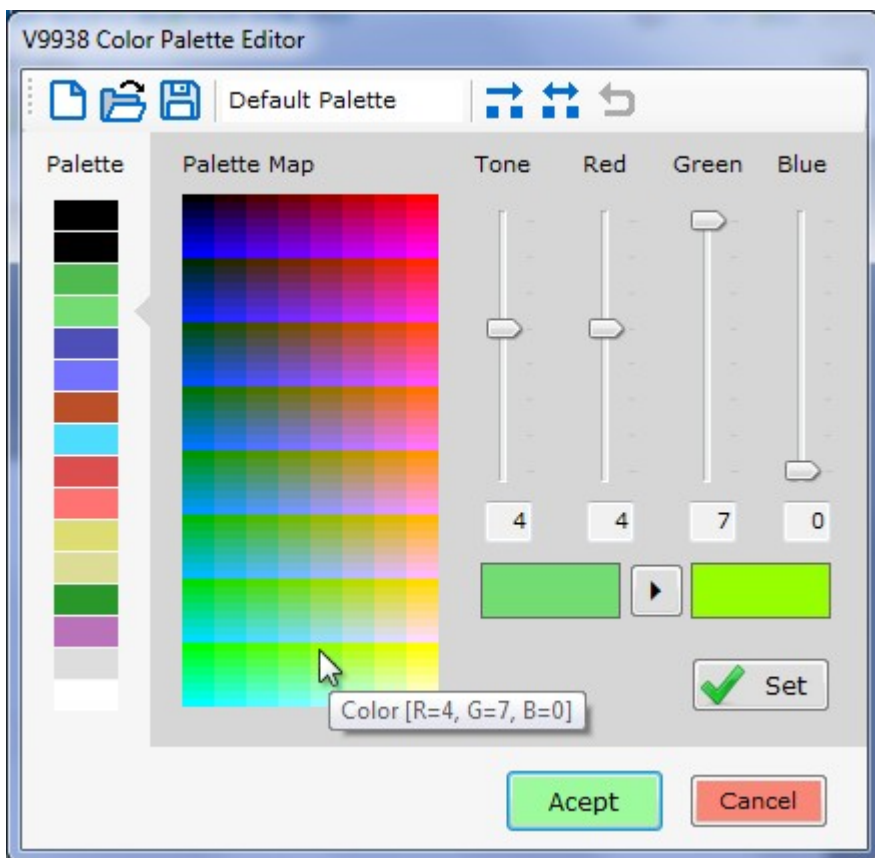 V9938 Color Palette Editor
Default Palette
Palette Palette Map Tone Red Green Blue
4 4 7 0
Set
Color [R=4, G=7, B=0]
Acept Cancel